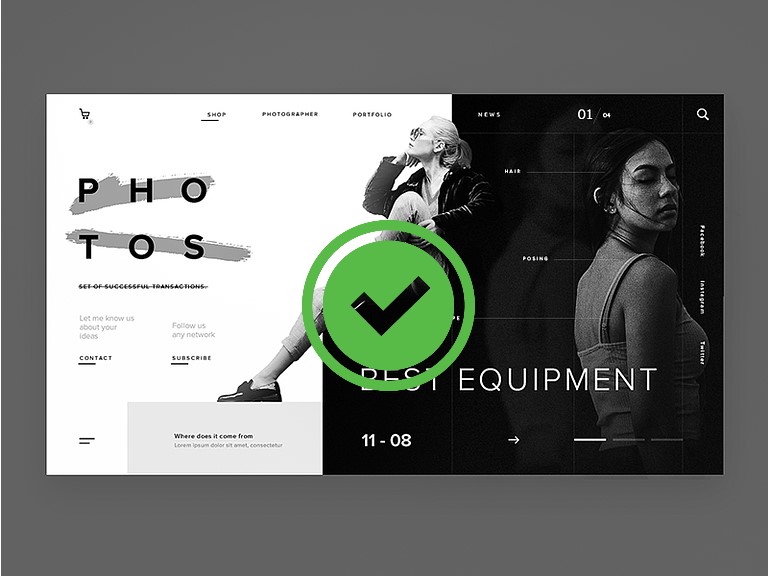 SHOP
PHOTOGRAPHER
PORTFOLIO
NEWS
01 / 04
PHO
TOS
HAIR
POSING
SET OF SUCCESSFUL TRANSACTIONS.
Let me know us
about your
ideas
Follow us
any network
CONTACT
SUBSCRIBE
Facebook
Instagram
Twitter
BEST EQUIPMENT
Where does it come from
Lorem ipsum dolor sit amet, consectetur
11 - 08